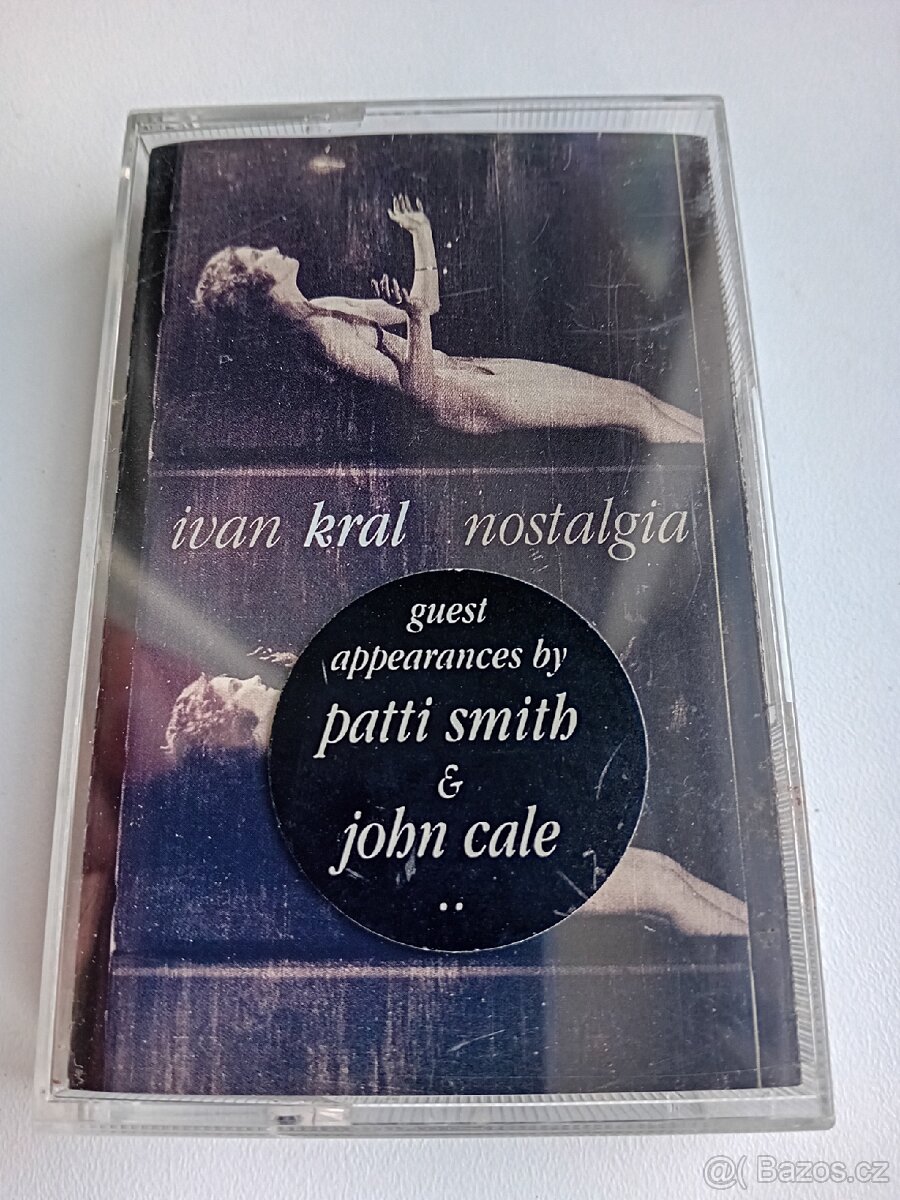 ivan kral nostalgia
guest
appearances by
patti smith
&
john cale
..
@( Bazos.cz